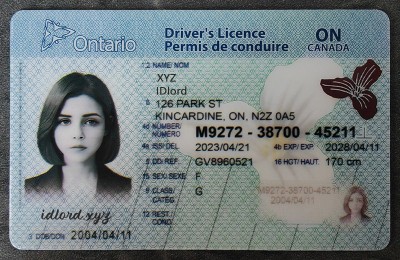 Ontario
Driver's Licence
Permis de conduire
ON
CANADA
1,2 NAME/NOM
XYZ
IDlord
8 126 PARK ST
KINCARDINE, ON, N2Z 0A5
4d NUMBER/NUMÉRO M9272 - 38700 - 45211
4a ISS/DEL 2023/04/21 4b EXP/EXP 2028/04/11
5 DD/REF GV8960521 16 HGT/HAUT 170 cm
15 SEX/SEXE F
9 CLASS/CATEG. G
M9272-38700-45211
2004/04/11
12 REST./COND.
idlord.xyz
3 DOB/DDN 2004/04/11